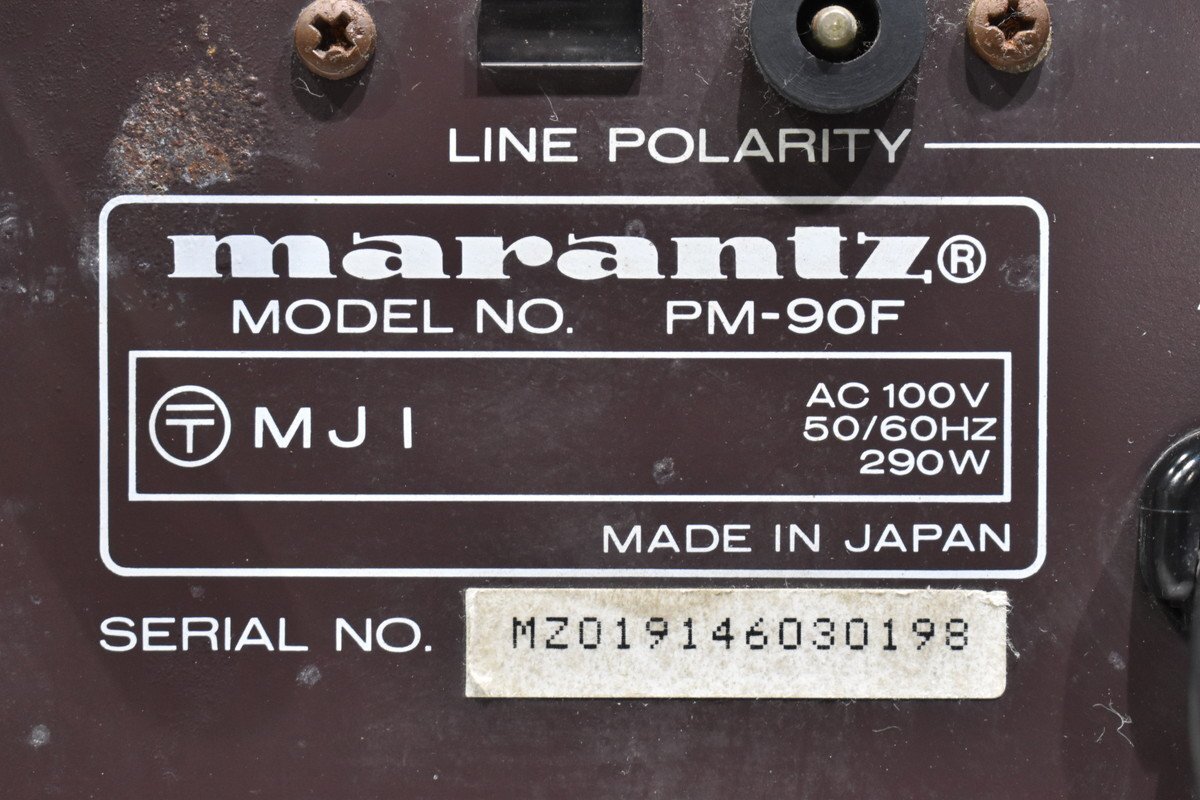 LINE POLARITY
marantz®
MODEL NO. PM-90F
〒 MJI
AC 100V
50/60HZ
290W
MADE IN JAPAN
SERIAL NO. MZ019146030198